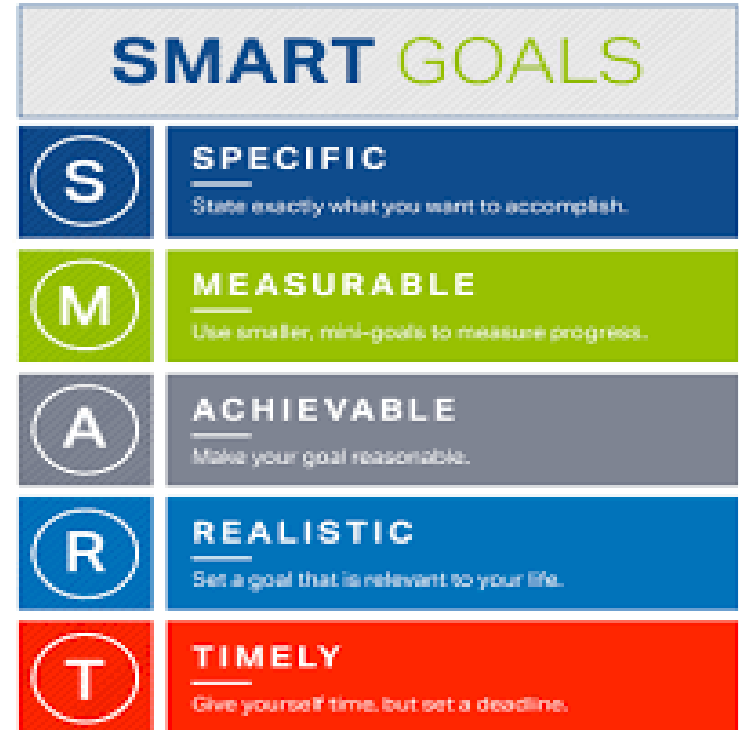 SMART GOALS
S
SPECIFIC
State exactly what you want to accomplish.
M
MEASURABLE
Use smaller, mini-goals to measure progress.
A
ACHIEVABLE
Make your goal reasonable.
R
REALISTIC
Set a goal that is relevant to your life.
T
TIMELY
Give yourself time, but set a deadline.